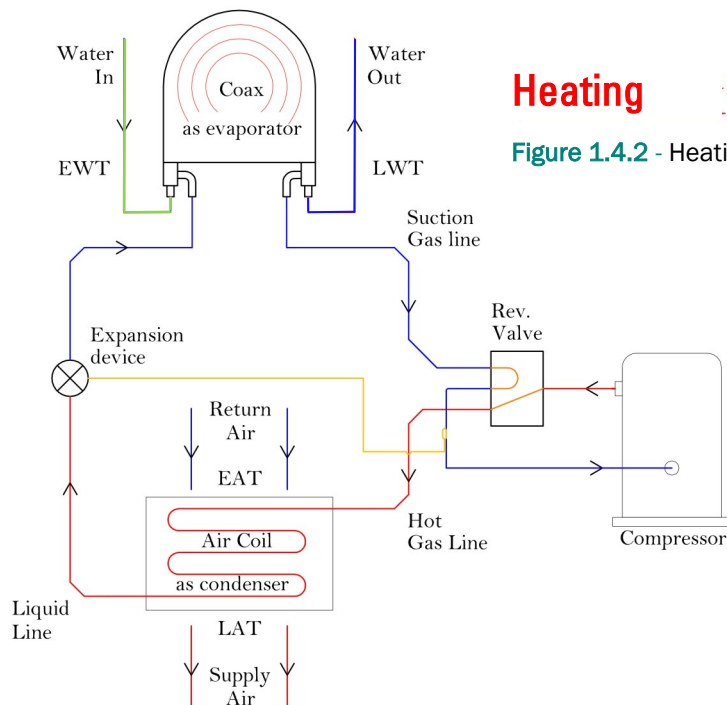 Water
In
Coax
as evaporator
Water
Out
EWT
LWT
Heating
Figure 1.4.2 - Heati
Suction
Gas line
Expansion
device
Rev.
Valve
Return
Air
EAT
Air Coil
as condenser
Hot
Gas Line
Compressor
Liquid
Line
LAT
Supply
Air